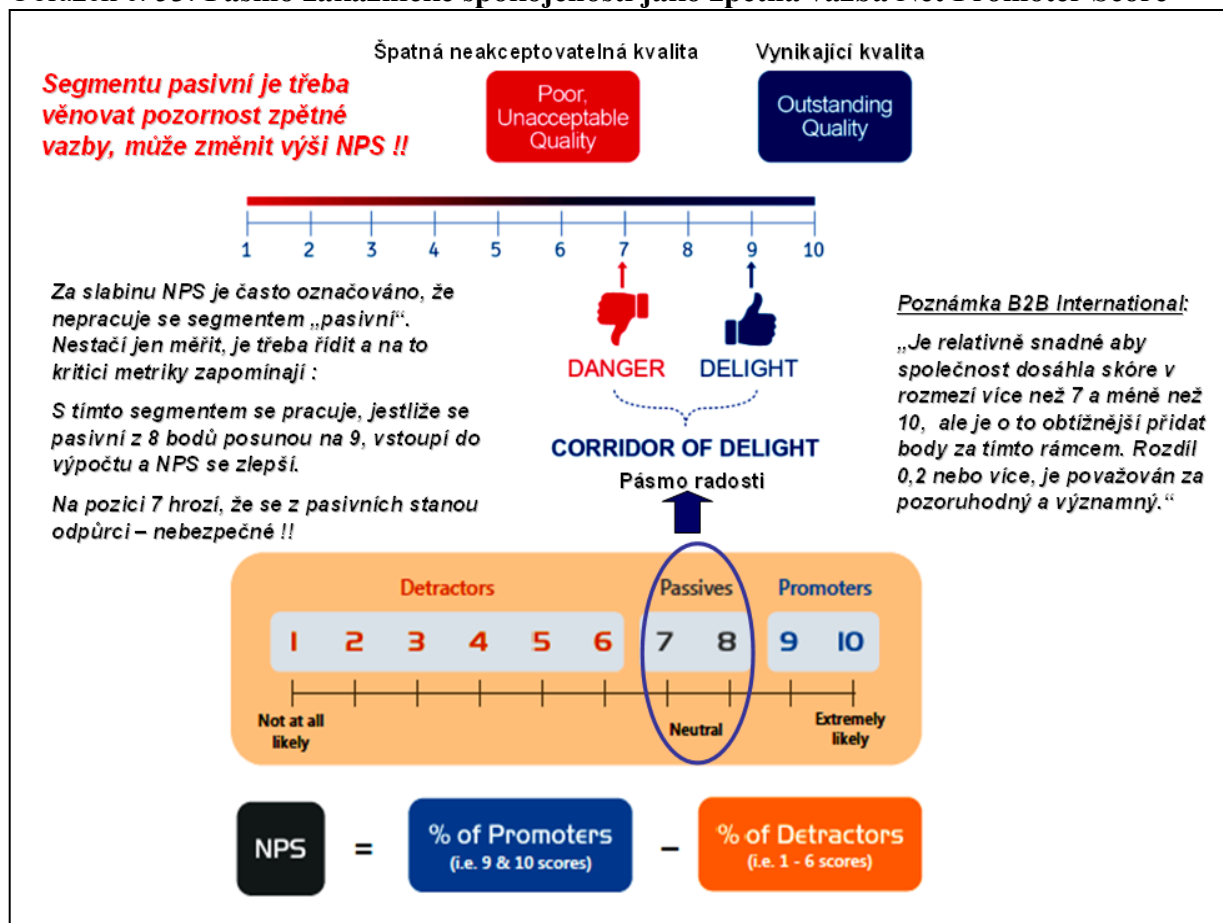 Špatná neakceptovatelná kvalita
Vynikající kvalita
Segmentu pasivní je třeba
věnovat pozornost zpětné
vazby, může změnit výši NPS !!
Poor,
Unacceptable
Quality
Outstanding
Quality
1 2 3 4 5 6 7 8 9 10
Za slabinu NPS je často označováno, že
nepracuje se segmentem „pasivní“.
Nestačí jen měřit, je třeba řídit a na to
kritici metriky zapomínají :
S tímto segmentem se pracuje, jestliže se
pasivní z 8 bodů posunou na 9, vstoupí do
výpočtu a NPS se zlepší.
Na pozici 7 hrozí, že se z pasivních stanou
odpůrci – nebezpečné !!
DANGER
DELIGHT
CORRIDOR OF DELIGHT
Pásmo radosti
Poznámka B2B International:
„Je relativně snadné aby
společnost dosáhla skóre v
rozmezí více než 7 a méně než
10, ale je o to obtížnější přidat
body za tímto rámcem. Rozdíl
0,2 nebo více, je považován za
pozoruhodný a významný.“
Detractors
Passives
Promoters
1 2 3 4 5 6 7 8 9 10
Not at all
likely
Neutral
Extremely
likely
NPS
=
% of Promoters
(i.e. 9 & 10 scores)
–
% of Detractors
(i.e. 1 - 6 scores)